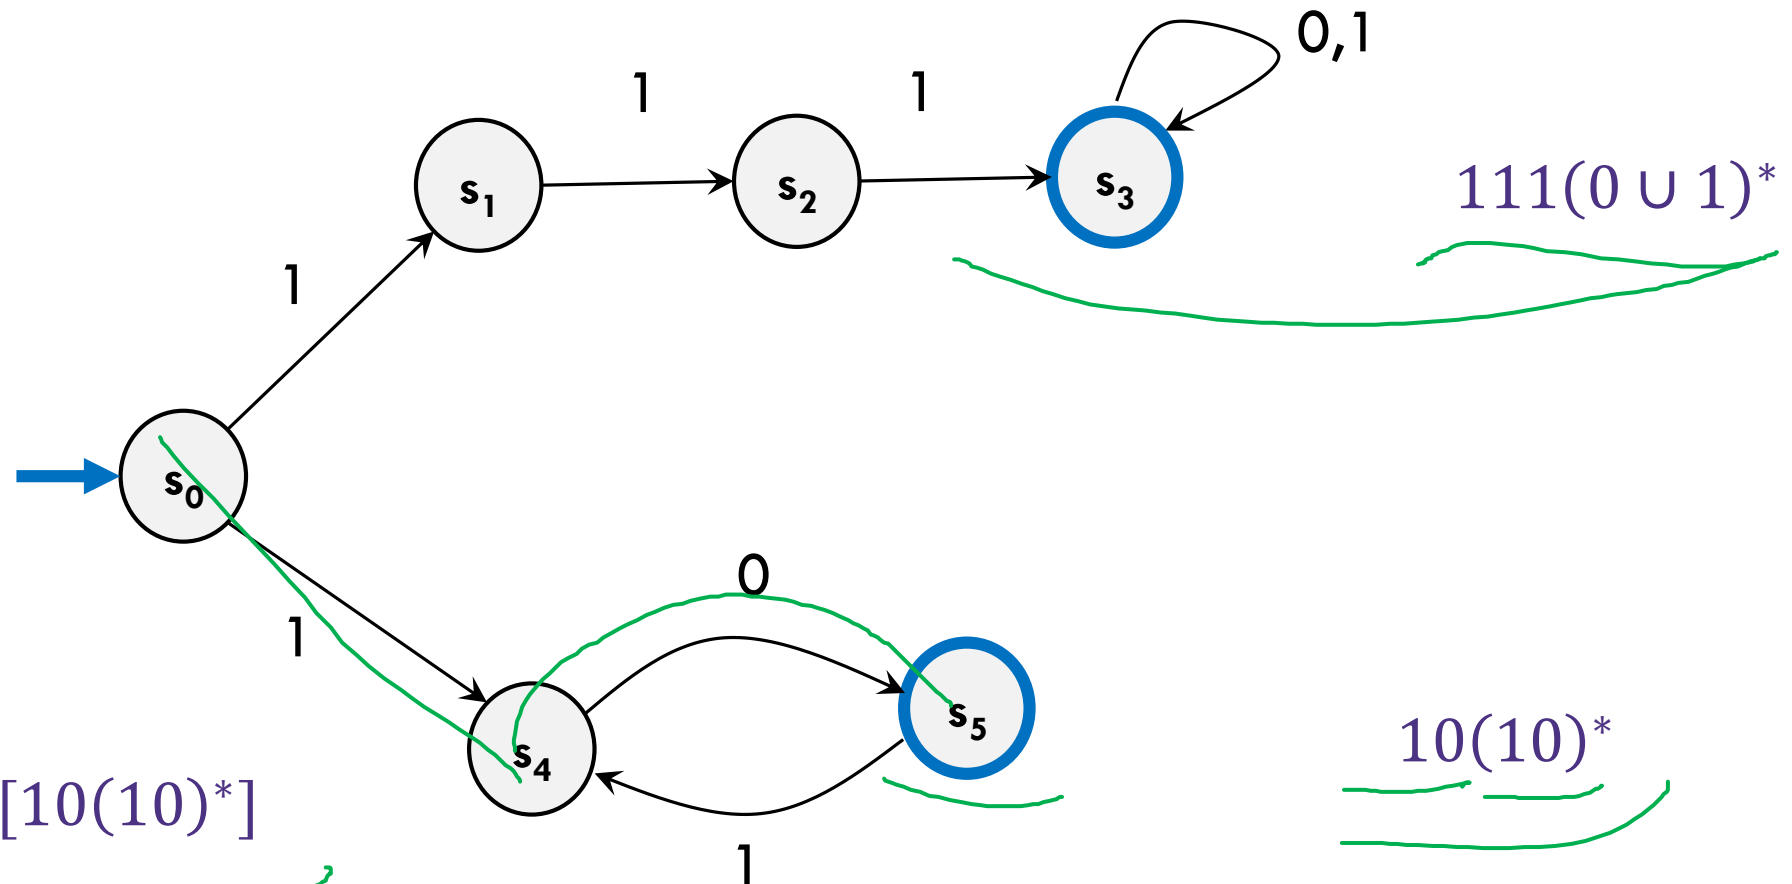 0,1
1
1
s1
s2
s3
111(0 ∪ 1)*
1
s0
0
1
s5
s4
10(10)*
[10(10)*]
1